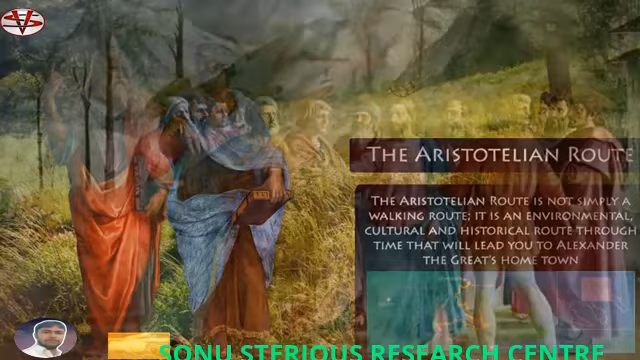 THE ARISTOTELIAN ROUTE
THE ARISTOTELIAN ROUTE IS NOT SIMPLY A
WALKING ROUTE; IT IS AN ENVIRONMENTAL,
CULTURAL AND HISTORICAL ROUTE THROUGH
TIME THAT WILL LEAD YOU TO ALEXANDER
THE GREAT'S HOME TOWN
SONU STERIOUS RESEARCH CENTRE